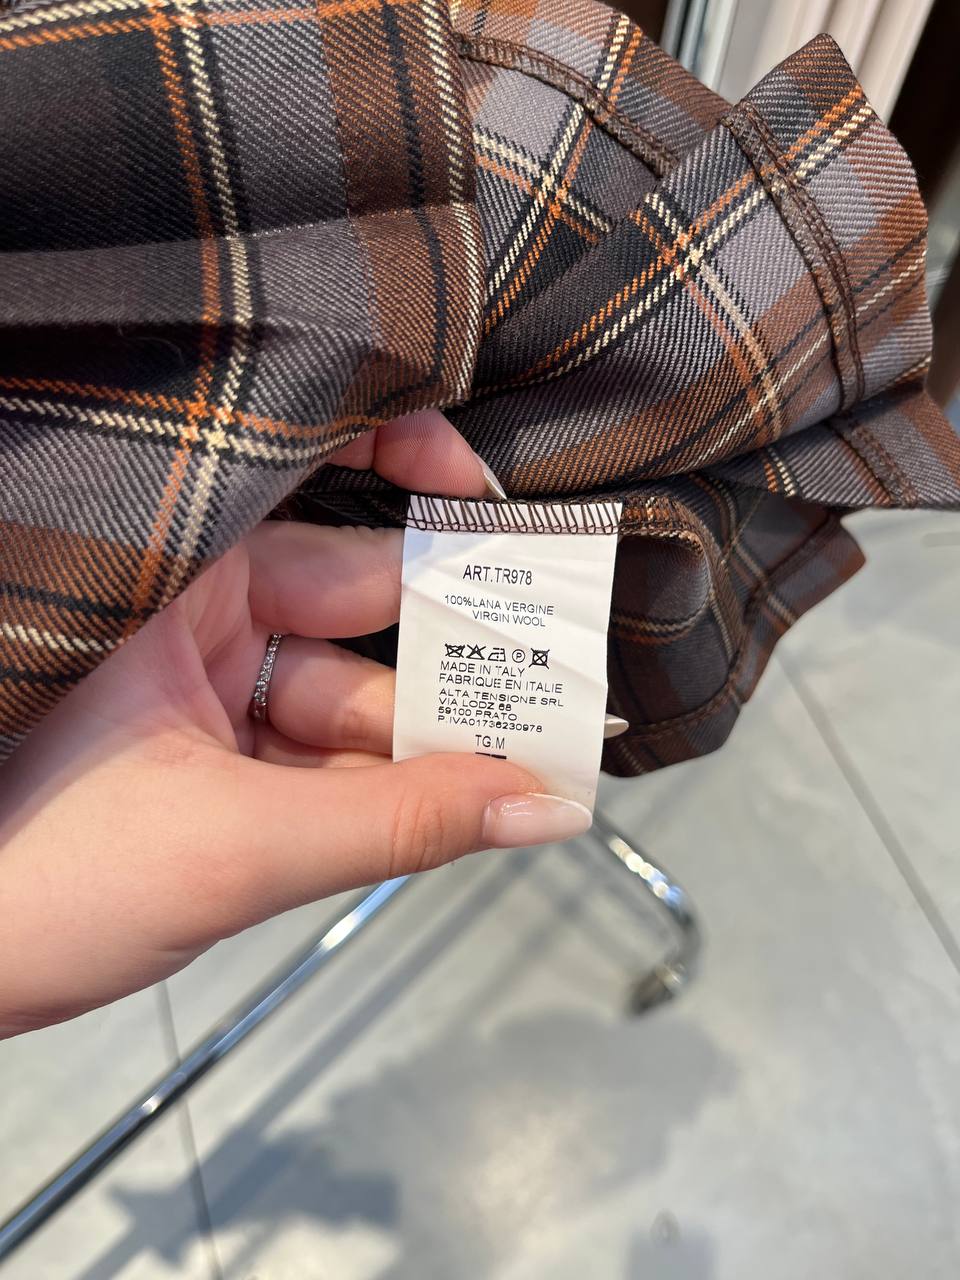 ART.TR978
100%LANA VERGINE
VIRGIN WOOL
P
MADE IN ITALY
FABRIQUE EN ITALIE
ALTA TENSIONE SRL
VIA LODZ 68
59100 PRATO
P.IVA01736230978
TG.M